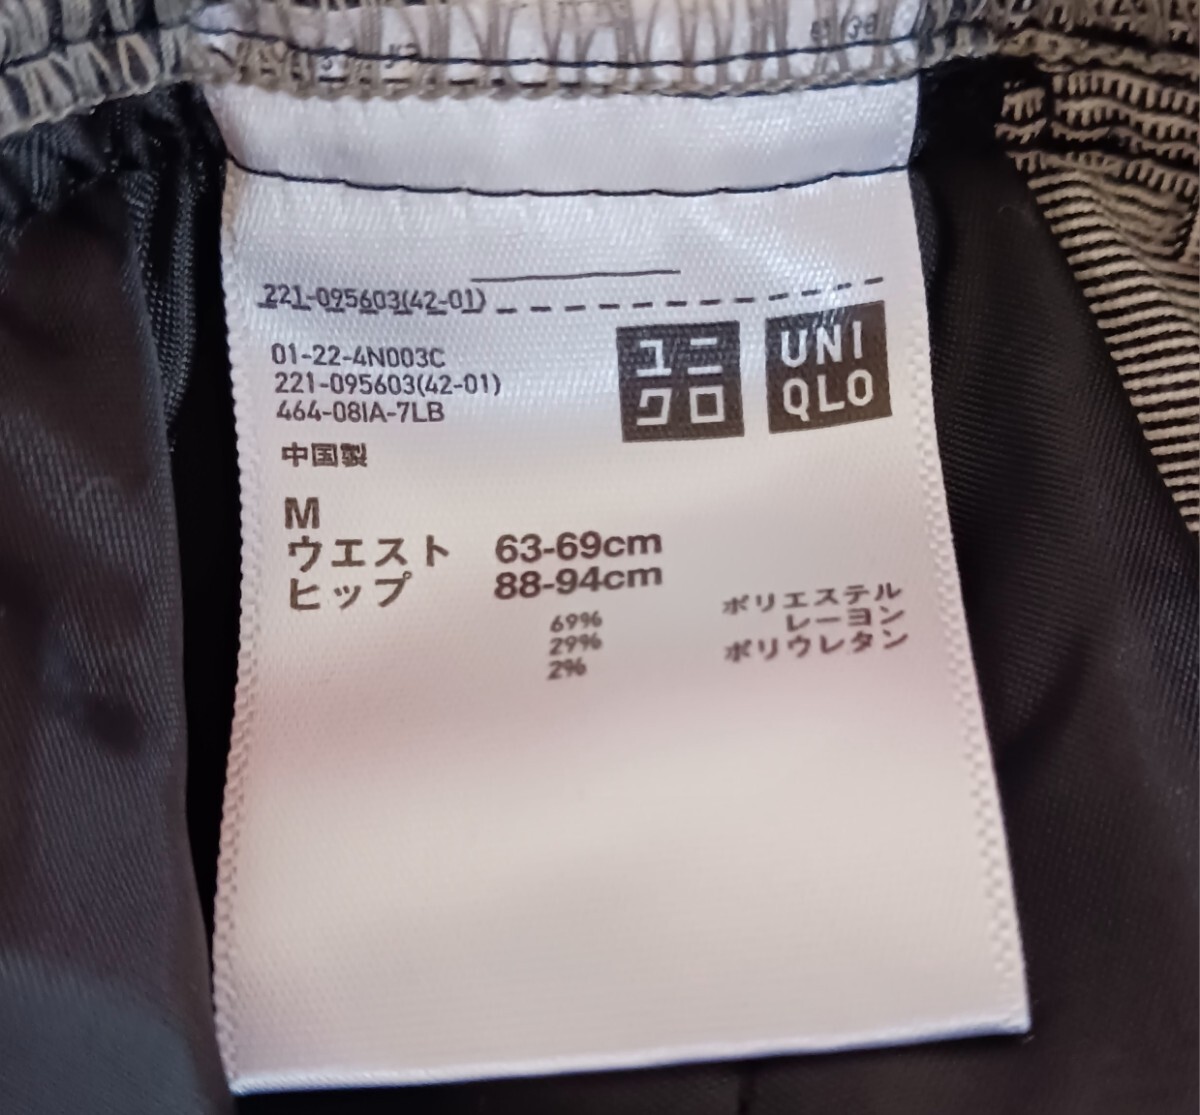 221-095603(42-01)
01-22-4N003C
221-095603(42-01)
464-08IA-7LB
中国製
ユニ
クロ
UNI
QLO
M
ウエスト 63-69cm
ヒップ 88-94cm
69% ポリエステル
29% レーヨン
2% ポリウレタン